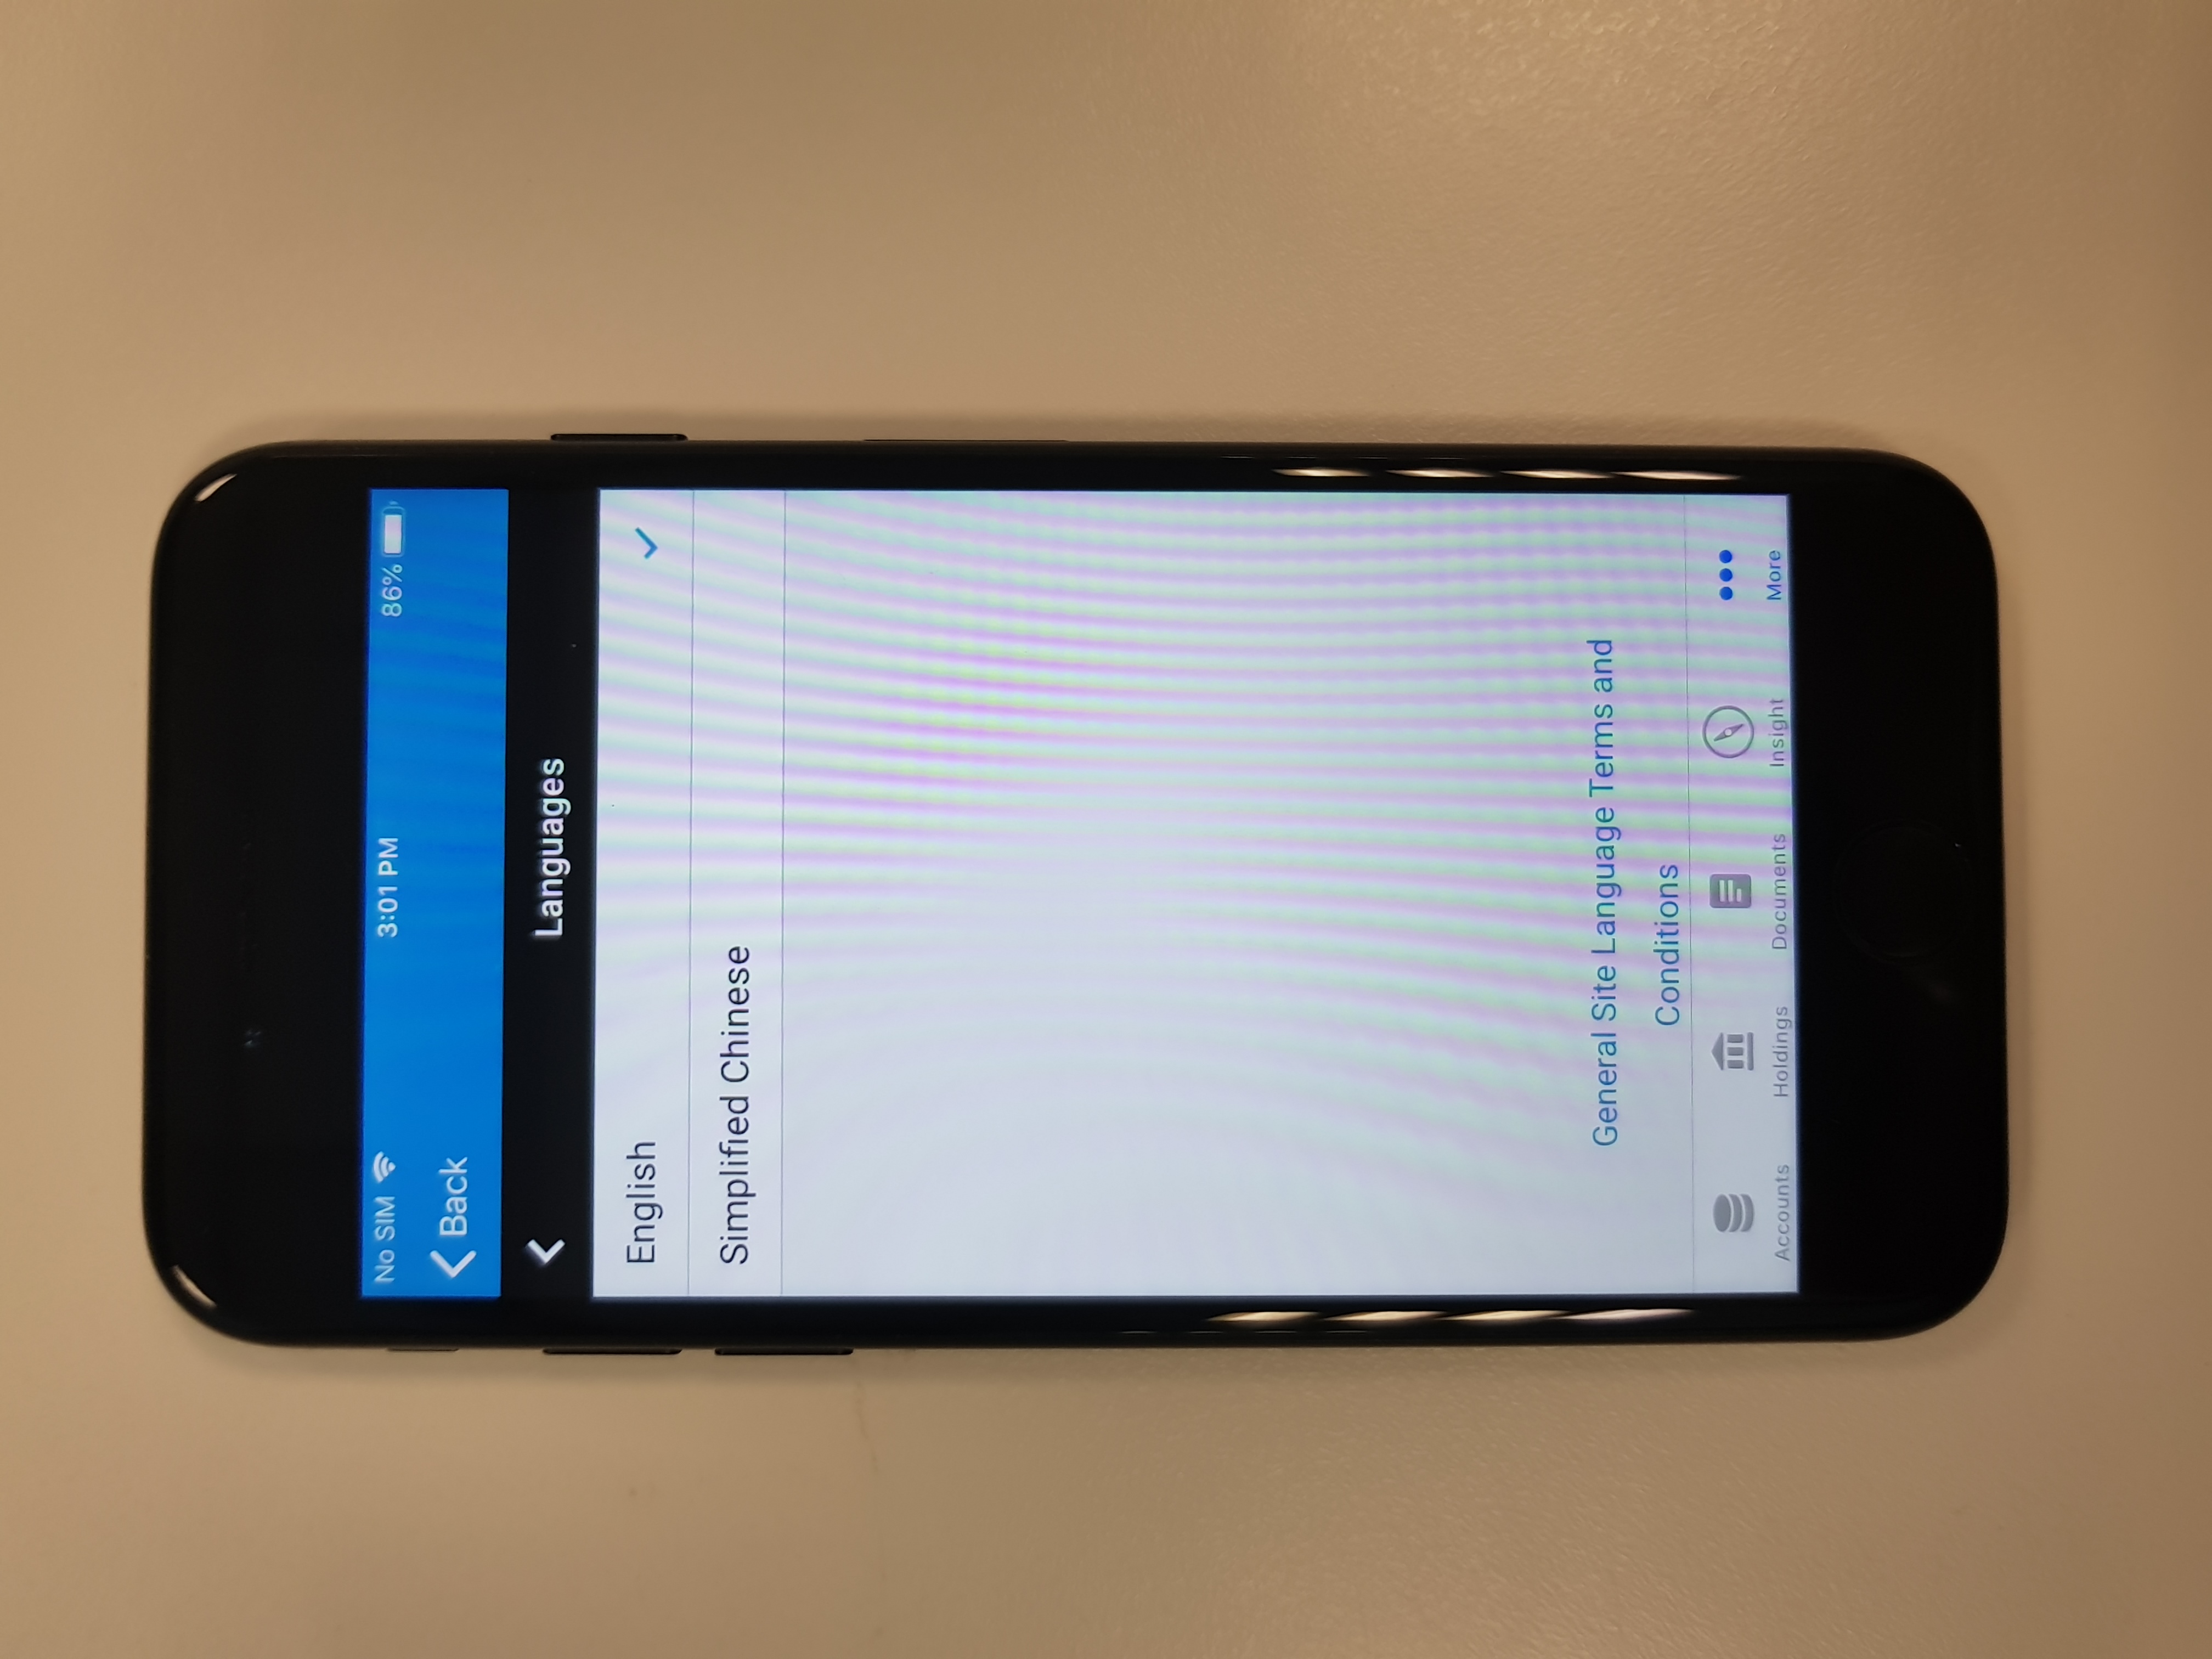 No SIM 3:01 PM 86%
Back
Languages
English
Simplified Chinese
General Site Language Terms and
Conditions
Accounts Holdings Documents Insight More